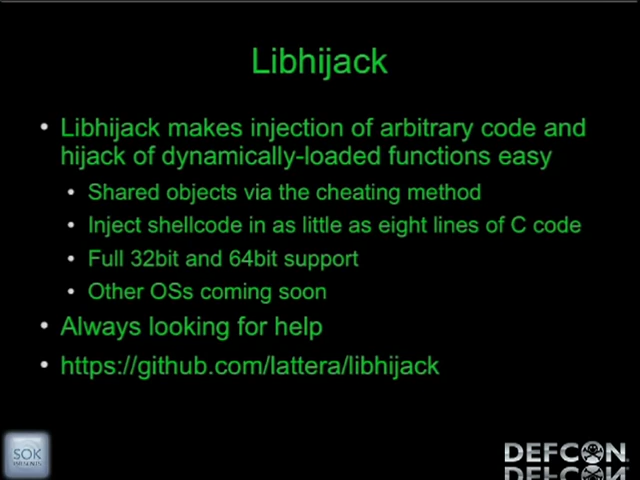 Libhijack
• Libhijack makes injection of arbitrary code and
hijack of dynamically-loaded functions easy
• Shared objects via the cheating method
• Inject shellcode in as little as eight lines of C code
• Full 32bit and 64bit support
• Other OSs coming soon
• Always looking for help
• https://github.com/lattera/libhijack
SOK
PRESENTS
DEFCON